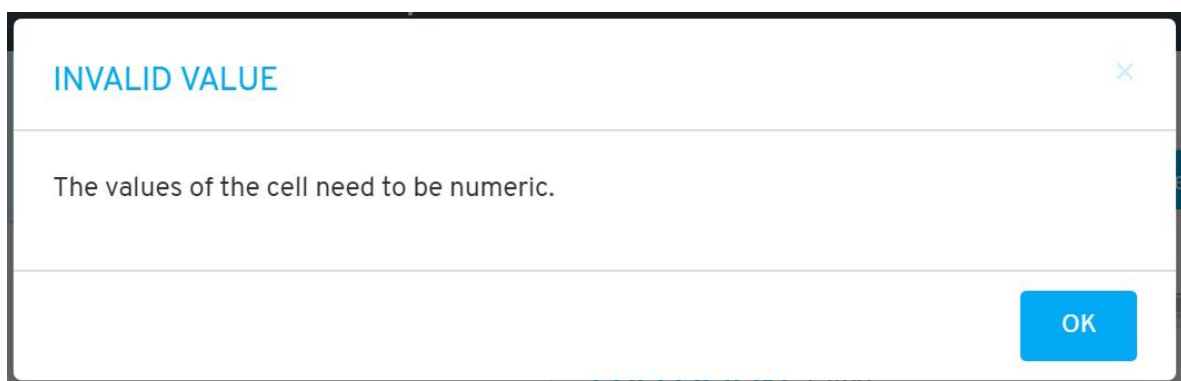 INVALID VALUE
The values of the cell need to be numeric.
OK